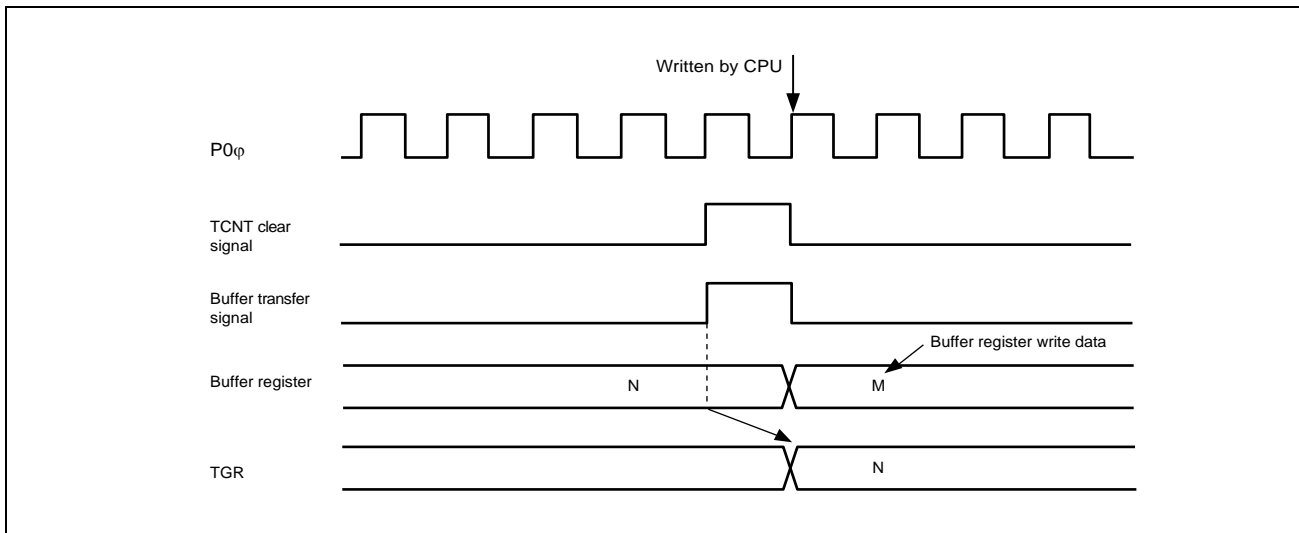 Written by CPU
P0φ
TCNT clear
signal
Buffer transfer
signal
Buffer register write data
Buffer register
N
M
TGR
N